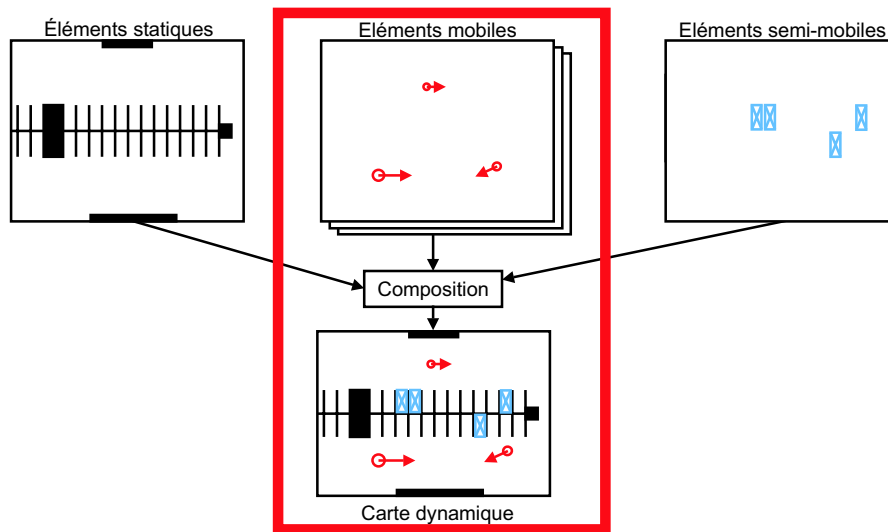 Éléments statiques
Eléments mobiles
Eléments semi-mobiles
Composition
Carte dynamique